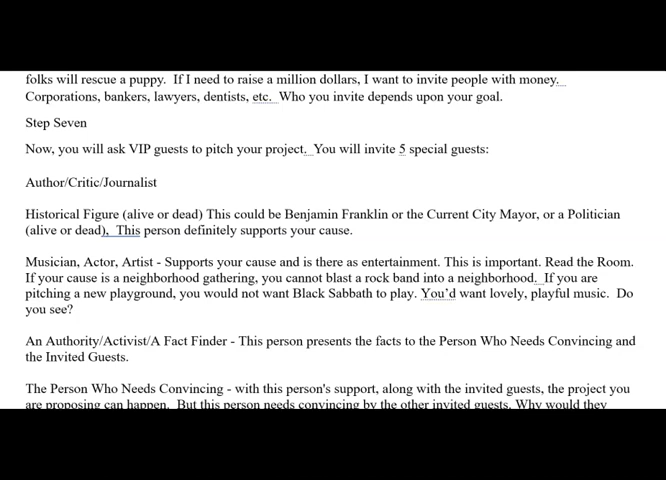 folks will rescue a puppy.  If I need to raise a million dollars, I want to invite people with money.
Corporations, bankers, lawyers, dentists, etc.  Who you invite depends upon your goal.
Step Seven
Now, you will ask VIP guests to pitch your project.  You will invite 5 special guests:
Author/Critic/Journalist
Historical Figure (alive or dead) This could be Benjamin Franklin or the Current City Mayor, or a Politician
(alive or dead),  This person definitely supports your cause.
Musician, Actor, Artist - Supports your cause and is there as entertainment. This is important. Read the Room.
If your cause is a neighborhood gathering, you cannot blast a rock band into a neighborhood.  If you are
pitching a new playground, you would not want Black Sabbath to play. You'd want lovely, playful music.  Do
you see?
An Authority/Activist/A Fact Finder - This person presents the facts to the Person Who Needs Convincing and
the Invited Guests.
The Person Who Needs Convincing - with this person's support, along with the invited guests, the project you
are proposing can happen.  But this person needs convincing by the other invited guests. Why would they